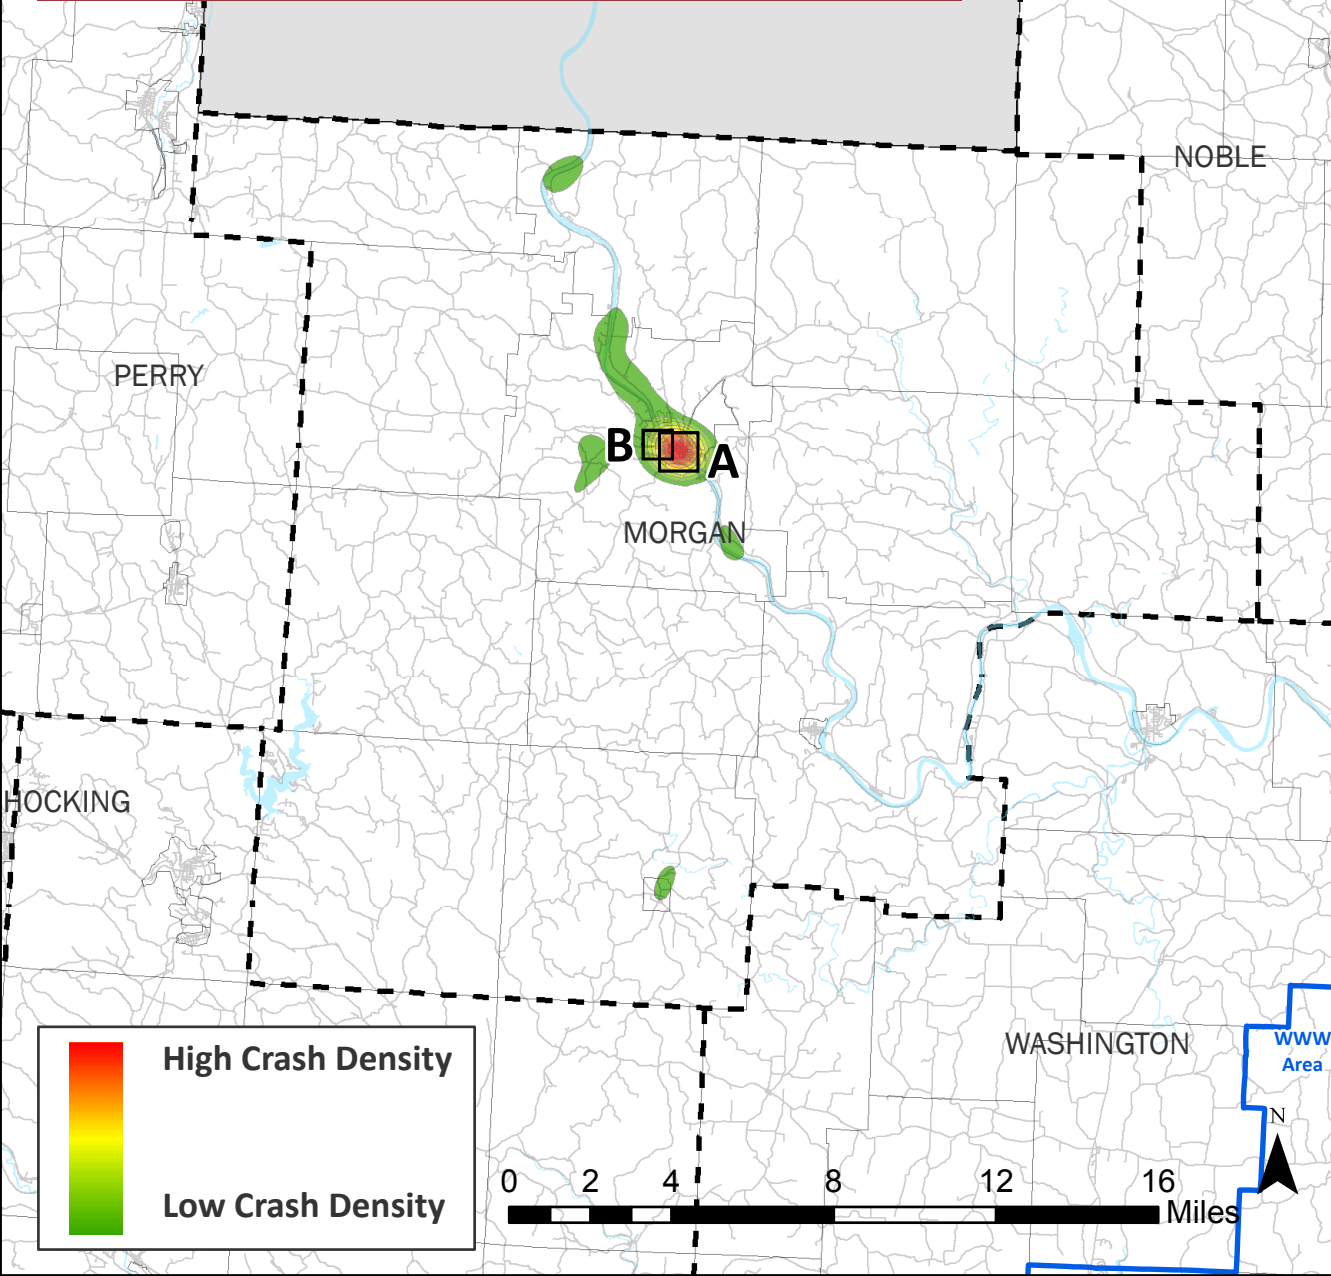 NOBLE
PERRY
B
A
MORGAN
HOCKING
WASHINGTON
WWW
Area
N
High Crash Density
Low Crash Density
0 2 4 8 12 16
Miles